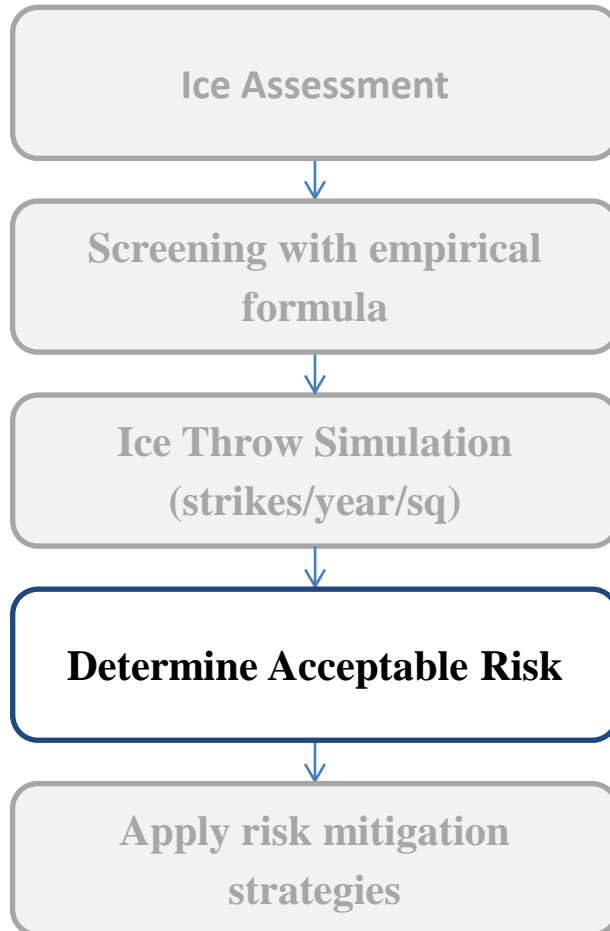 Ice Assessment
Screening with empirical
formula
Ice Throw Simulation
(strikes/year/sq)
Determine Acceptable Risk
Apply risk mitigation
strategies